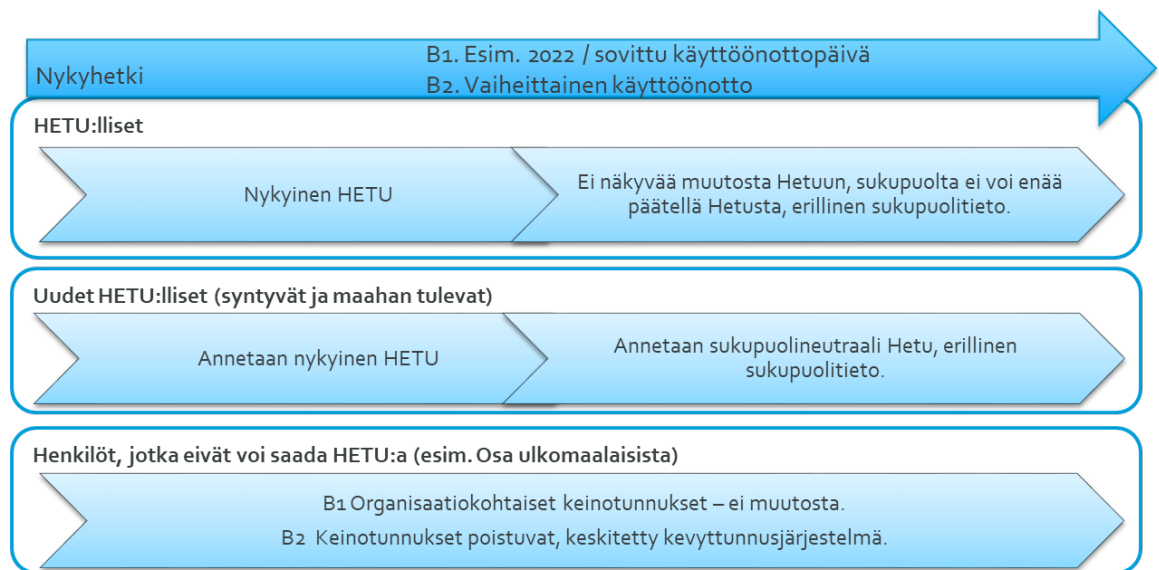 B1. Esim. 2022 / sovittu käyttöönottopäivä
Nykyhetki
B2. Vaiheittainen käyttöönotto
HETU:lliset
Nykyinen HETU
Ei näkyvää muutosta Hetuun, sukupuolta ei voi enää
päätellä Hetusta, erillinen sukupuolitieto.
Uudet HETU:lliset (syntyvät ja maahan tulevat)
Annetaan nykyinen HETU
Annetaan sukupuolineutraali Hetu, erillinen
sukupuolitieto.
Henkilöt, jotka eivät voi saada HETU:a (esim. Osa ulkomaalaisista)
B1 Organisaatiokohtaiset keinotunnukset – ei muutosta.
B2 Keinotunnukset poistuvat, keskitetty kevyttunnusjärjestelmä.